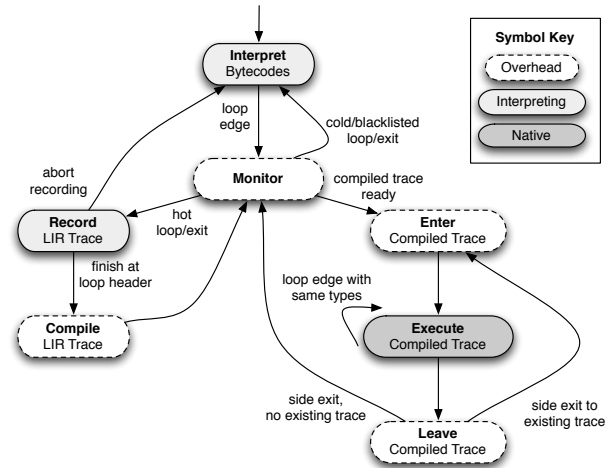 Symbol Key
Overhead
Interpreting
Native
Interpret
Bytecodes
loop
edge
cold/blacklisted
loop/exit
abort
recording
Monitor
compiled trace
ready
Record
LIR Trace
hot
loop/exit
Enter
Compiled Trace
finish at
loop header
loop edge with
same types
Compile
LIR Trace
Execute
Compiled Trace
side exit,
no existing trace
side exit to
existing trace
Leave
Compiled Trace